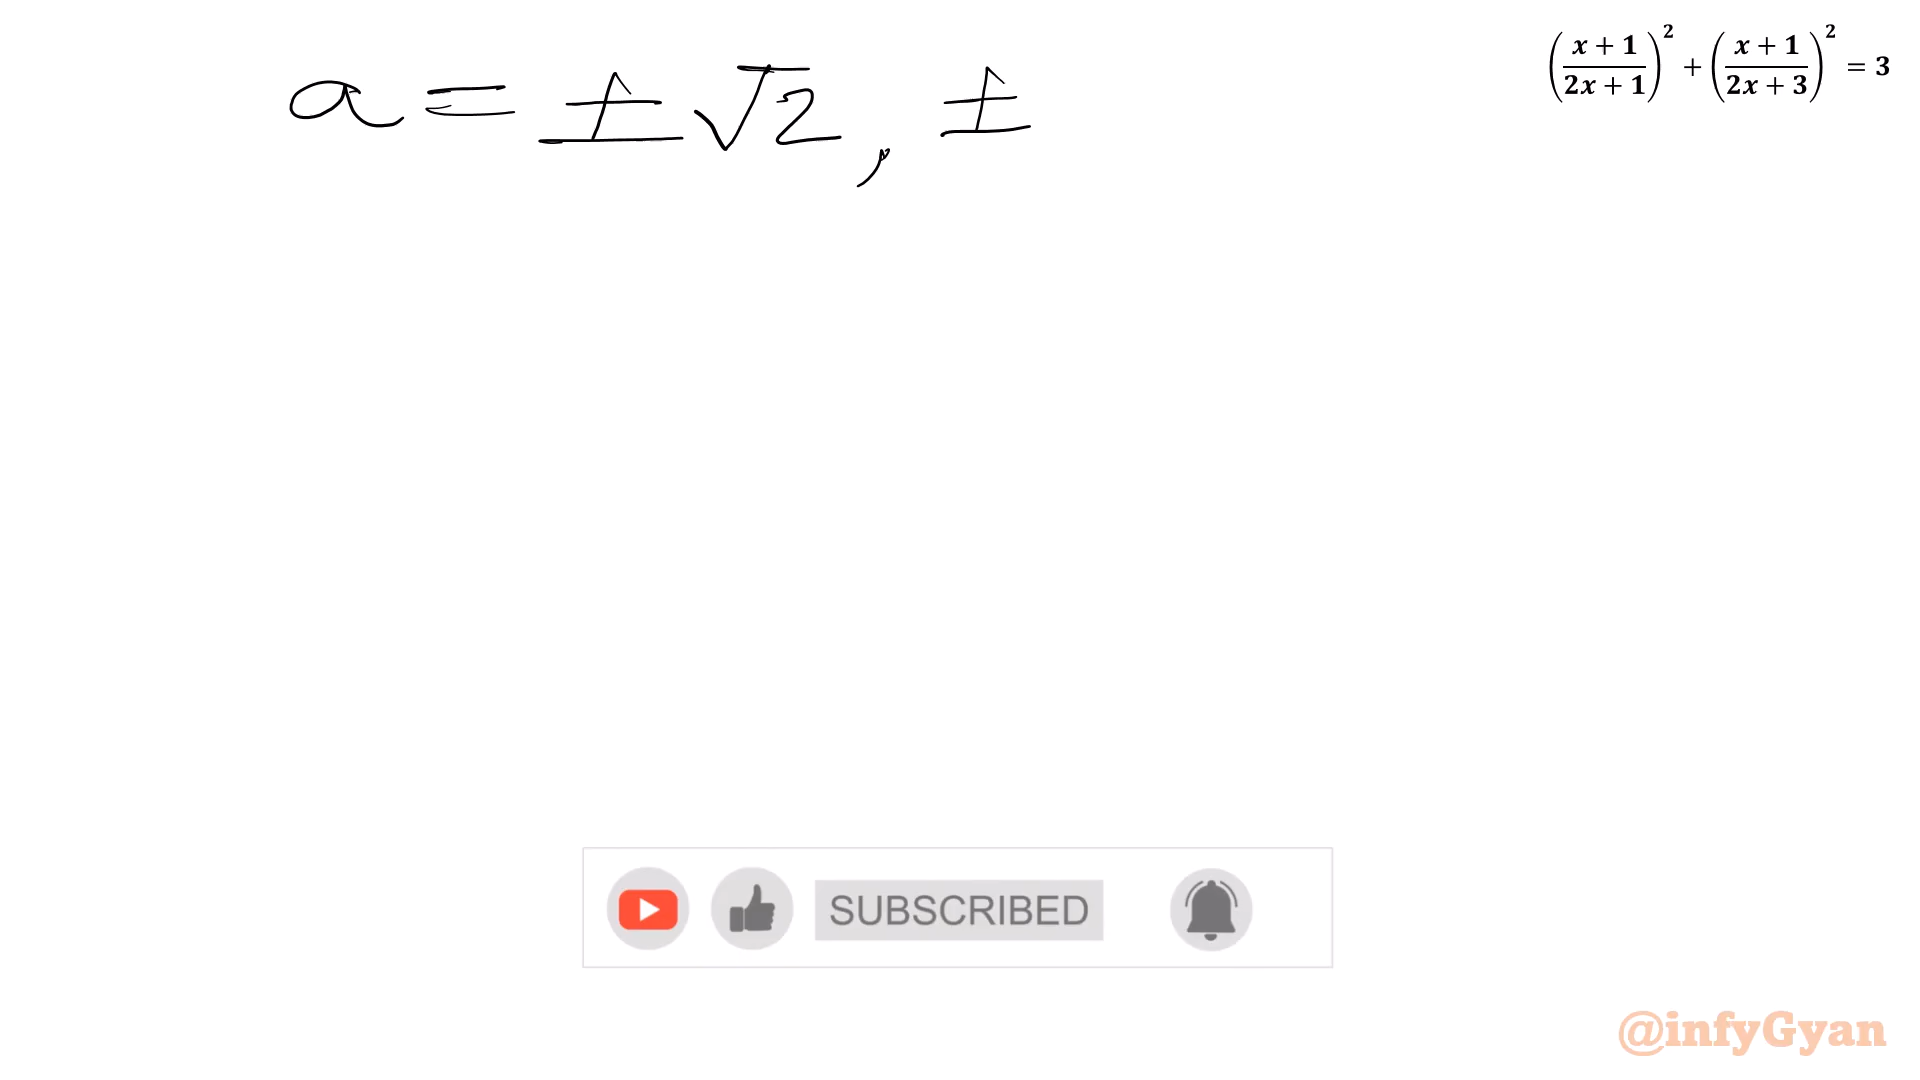 a = ±√2, ±
((x + 1)/(2x + 1))² + ((x + 1)/(2x + 3))² = 3
SUBSCRIBED
@infyGyan